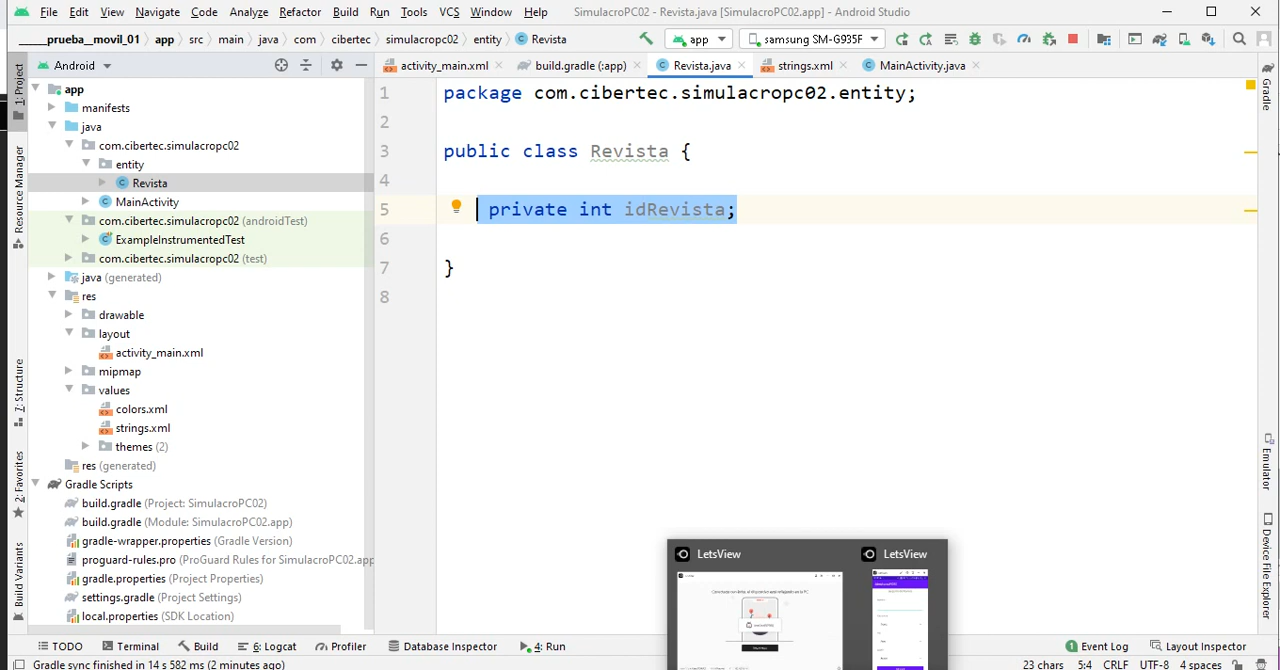 File Edit View Navigate Code Analyze Refactor Build Run Tools VCS Window Help SimulacroPC02 - Revista.java [SimulacroPC02.app] - Android Studio
_____prueba__movil_01 app src main java com cibertec simulacropc02 entity Revista app samsung SM-G935F
Android
activity_main.xml build.gradle (:app) Revista.java strings.xml MainActivity.java
1: Project
Resource Manager
7: Structure
2: Favorites
Build Variants
app
manifests
java
com.cibertec.simulacropc02
entity
Revista
MainActivity
com.cibertec.simulacropc02 (androidTest)
ExampleInstrumentedTest
com.cibertec.simulacropc02 (test)
java (generated)
res
drawable
layout
activity_main.xml
mipmap
values
colors.xml
strings.xml
themes (2)
res (generated)
Gradle Scripts
build.gradle (Project: SimulacroPC02)
build.gradle (Module: SimulacroPC02.app)
gradle-wrapper.properties (Gradle Version)
proguard-rules.pro (ProGuard Rules for SimulacroPC02.app
gradle.properties (Project Properties)
settings.gradle (Project Settings)
local.properties (SDK Location)
1 package com.cibertec.simulacropc02.entity;
2
3 public class Revista {
4
5 private int idRevista;
6
7 }
8
Gradle
Emulator
Device File Explorer
LetsView LetsView
TODO Terminal Build 6: Logcat Profiler Database Inspector 4: Run 1 Event Log Layout Inspector
Gradle sync finished in 14 s 582 ms (2 minutes ago) 23 chars 5:4 CRLF UTF-8 4 spaces